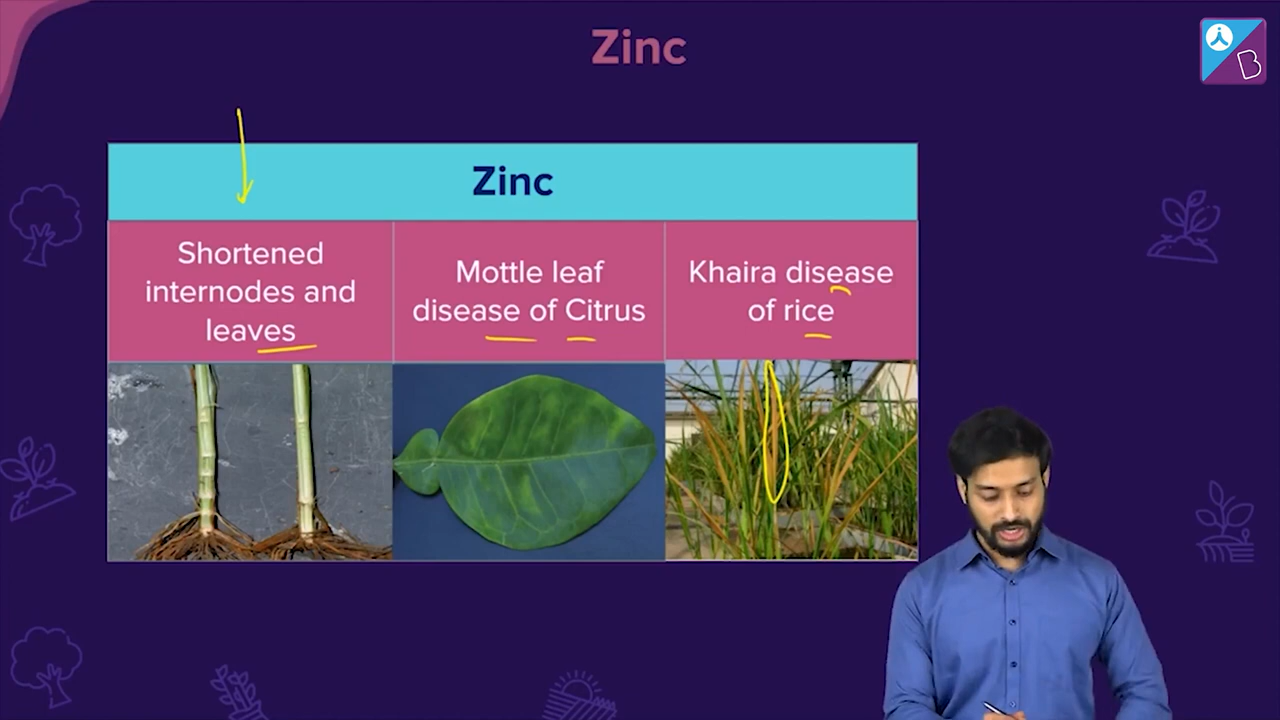 Zinc
Zinc
Shortened
internodes and
leaves
Mottle leaf
disease of Citrus
Khaira disease
of rice
B